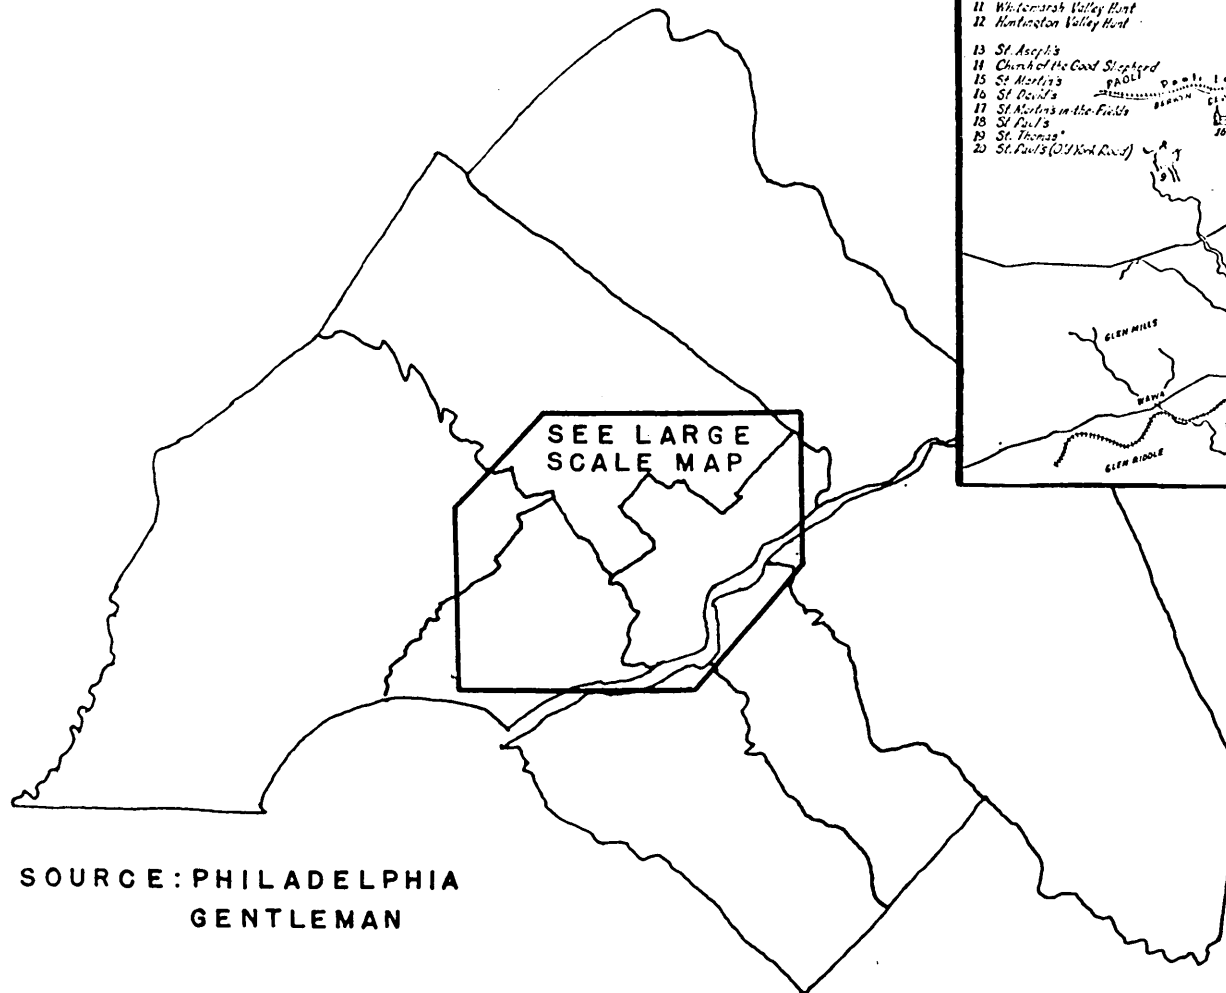 11 Whitemarsh Valley Hunt
12 Huntington Valley Hunt
13 St. Asaph's
14 Church of the Good Shepherd
15 St Martin's
16 St David's
17 St. Martin's in-the-Fields
18 St Paul's
19 St. Thomas'
20 St. Paul's (Old York Road)
PAOLI
BERWYN
16
9
GLEN MILLS
WAWA
GLEN RIDDLE
SEE LARGE
SCALE MAP
SOURCE: PHILADELPHIA
GENTLEMAN